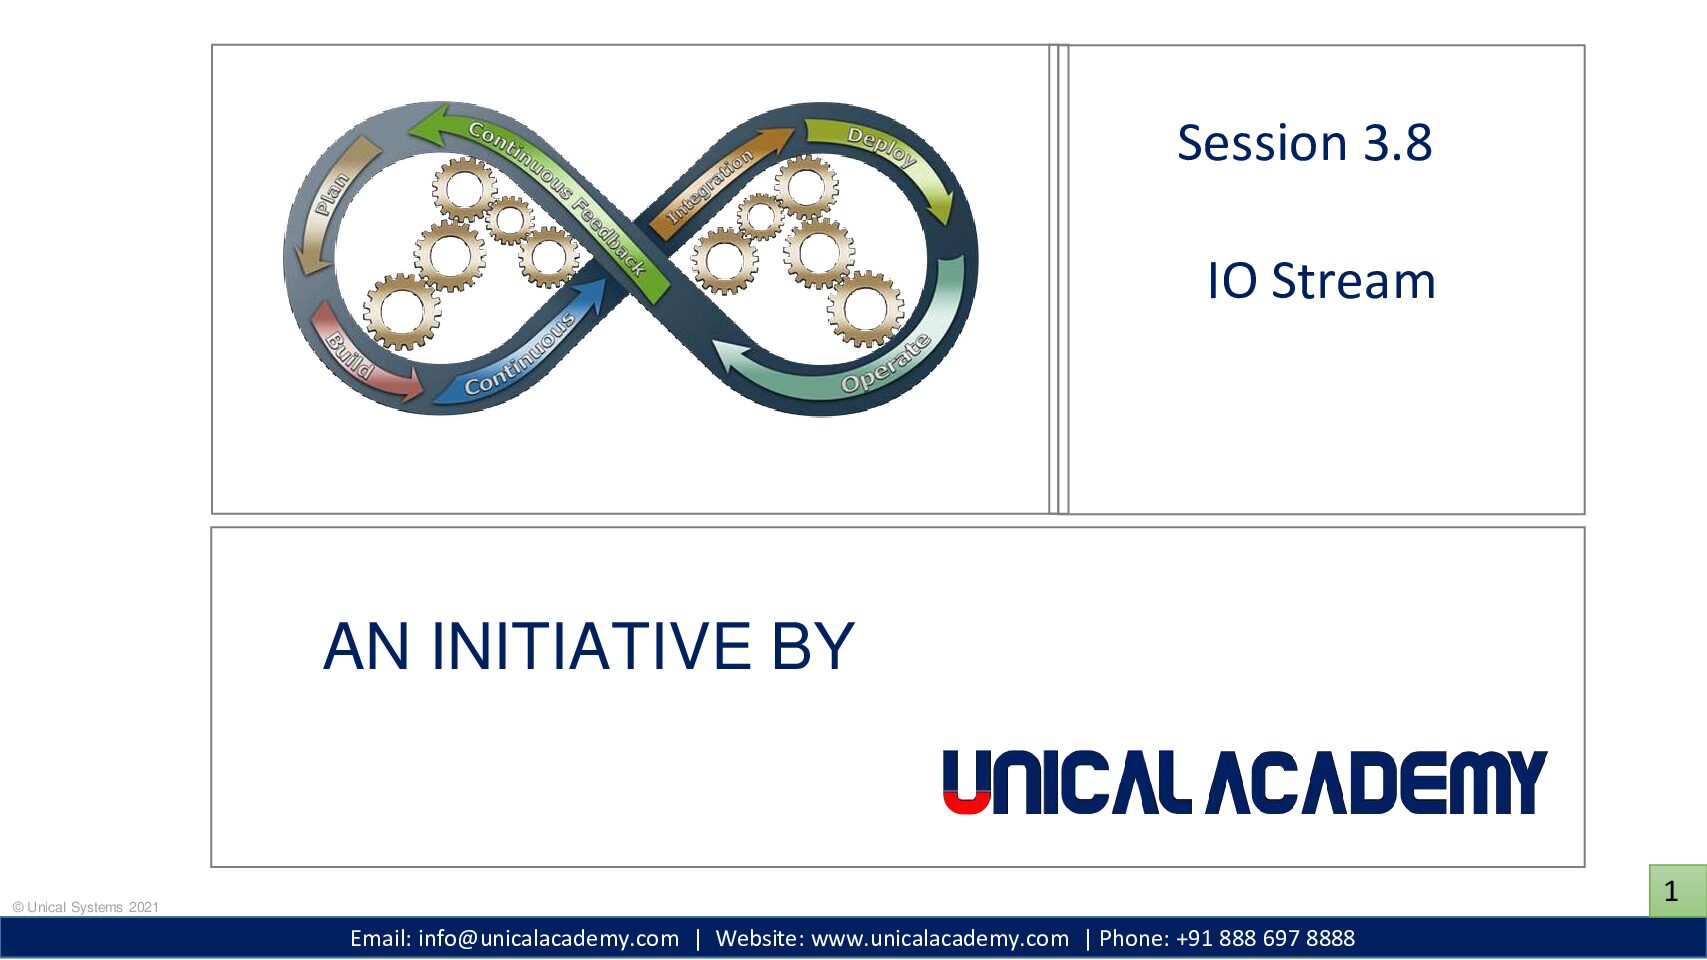 Continuous Feedback
Plan
Build
Continuous
Integration
Deploy
Operate
Session 3.8
IO Stream
AN INITIATIVE BY
UNICAL ACADEMY
1
© Unical Systems 2021
Email: info@unicalacademy.com | Website: www.unicalacademy.com | Phone: +91 888 697 8888